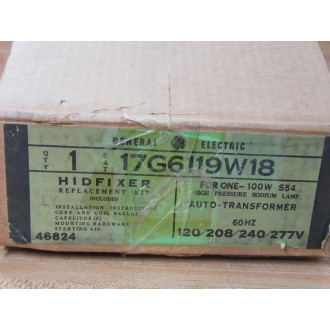 GENERAL ELECTRIC
QTY 1 CAT 17G6119W18
HIDFIXER
REPLACEMENT KIT
INCLUDES
INSTALLATION INSTRUCTIONS
CORE AND COIL BALLAST
CAPACITOR(S)
MOUNTING HARDWARE
STARTING AID
46824
FOR ONE-100W S54
HIGH PRESSURE SODIUM LAMP
AUTO-TRANSFORMER
60HZ
120/208/240/277V